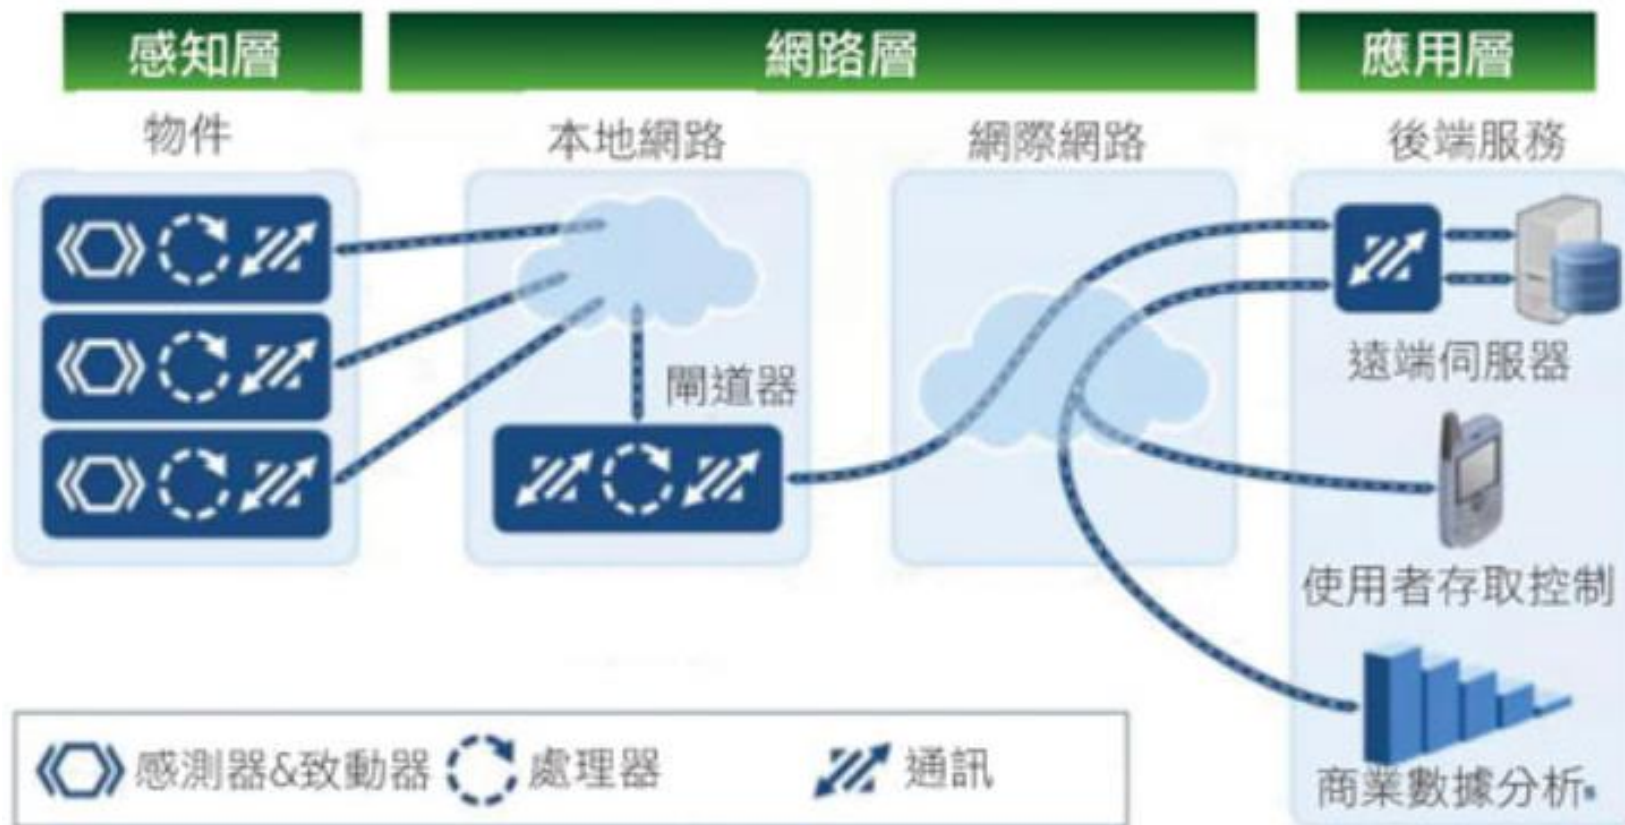 感知層
網路層
應用層
物件
本地網路
網際網路
後端服務
閘道器
遠端伺服器
使用者存取控制
商業數據分析
感測器&致動器
處理器
通訊